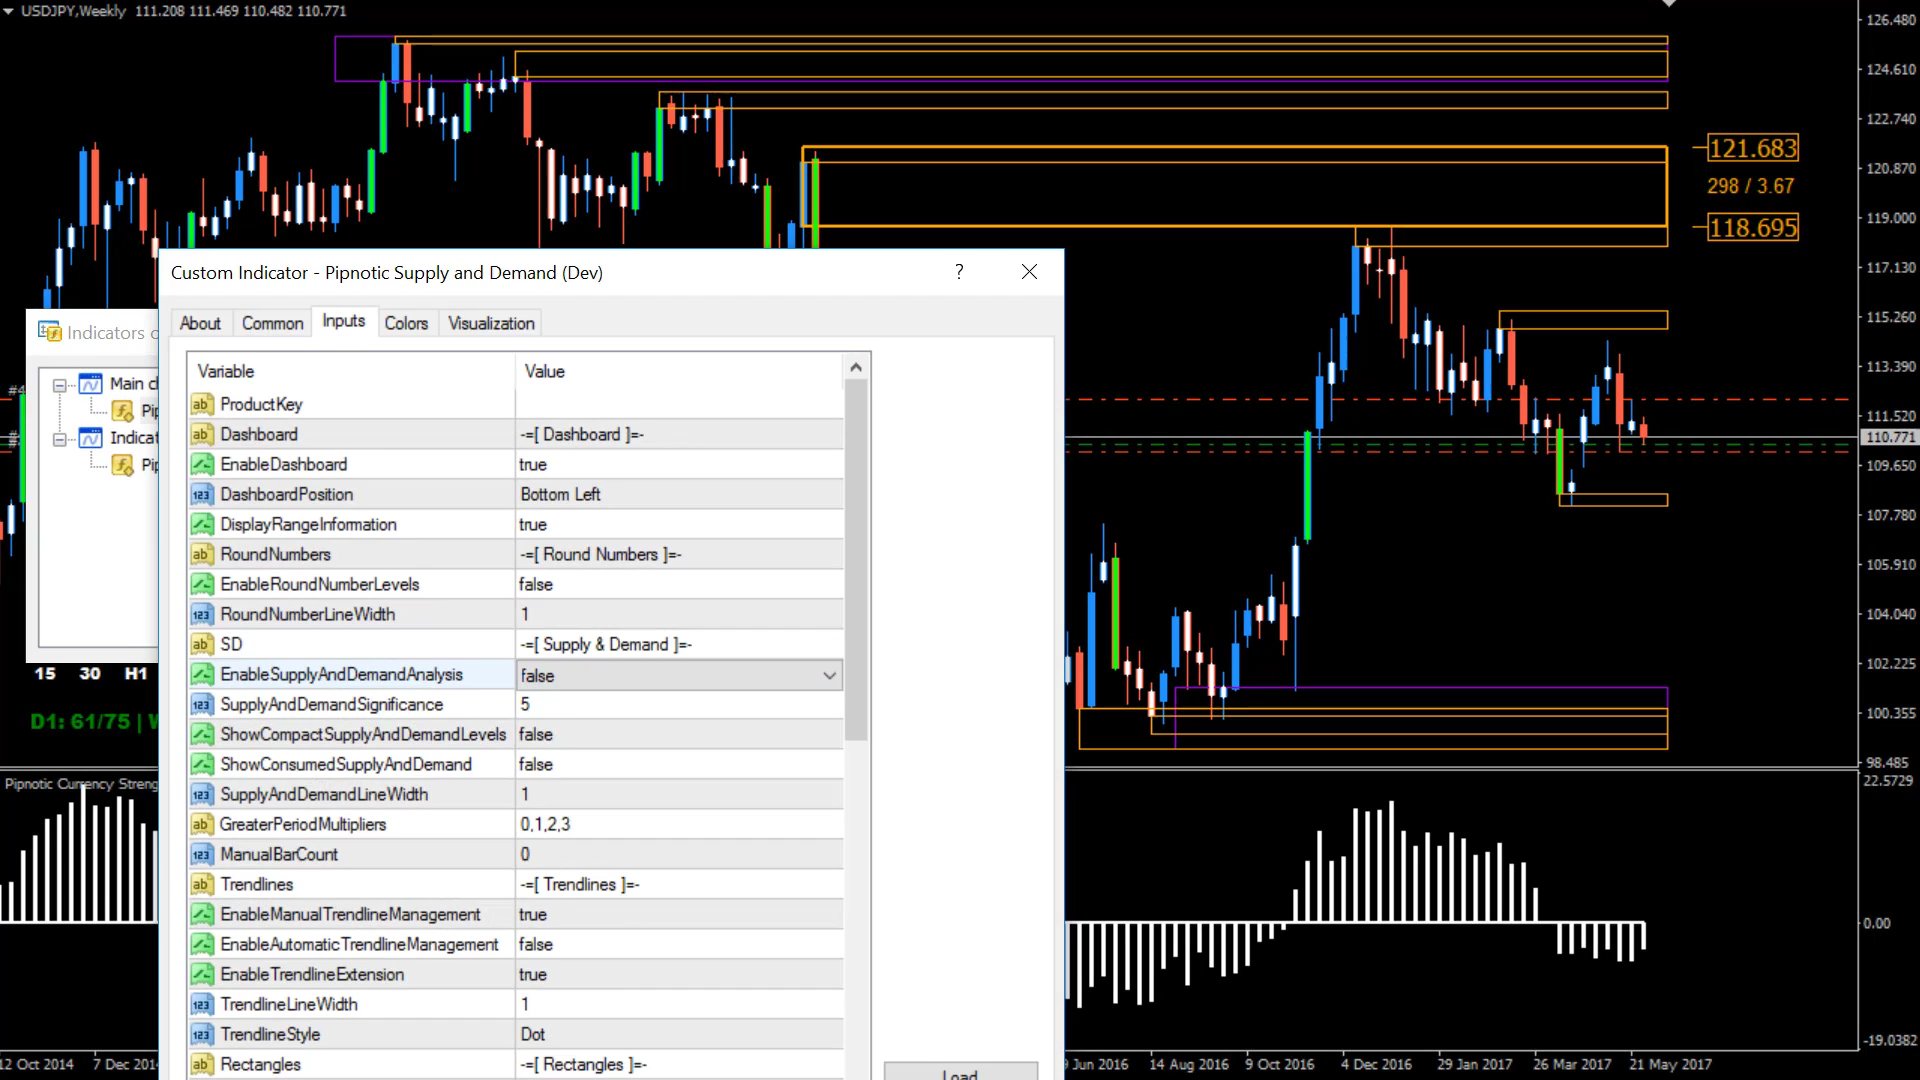 USDJPY,Weekly 111.208 111.469 110.482 110.771
126.480
124.610
122.740
120.870
119.000
117.130
115.260
113.390
111.520
110.771
109.650
107.780
105.910
104.040
102.225
100.355
98.485
121.683
298 / 3.67
118.695
Custom Indicator - Pipnotic Supply and Demand (Dev)
?
Indicators o
Main ch
Pip
Indicat
Pip
About
Common
Inputs
Colors
Visualization
Variable Value
ProductKey
Dashboard -=[ Dashboard ]=-
EnableDashboard true
DashboardPosition Bottom Left
DisplayRangeInformation true
RoundNumbers -=[ Round Numbers ]=-
EnableRoundNumberLevels false
RoundNumberLineWidth 1
SD -=[ Supply & Demand ]=-
EnableSupplyAndDemandAnalysis false
SupplyAndDemandSignificance 5
ShowCompactSupplyAndDemandLevels false
ShowConsumedSupplyAndDemand false
SupplyAndDemandLineWidth 1
GreaterPeriodMultipliers 0,1,2,3
ManualBarCount 0
Trendlines -=[ Trendlines ]=-
EnableManualTrendlineManagement true
EnableAutomaticTrendlineManagement false
EnableTrendlineExtension true
TrendlineLineWidth 1
TrendlineStyle Dot
Rectangles -=[ Rectangles ]=-
Load
15 30 H1
D1: 61/75 | W
Pipnotic Currency Streng
22.5729
0.00
-19.0382
12 Oct 2014
7 Dec 2014
Jun 2016
14 Aug 2016
9 Oct 2016
4 Dec 2016
29 Jan 2017
26 Mar 2017
21 May 2017